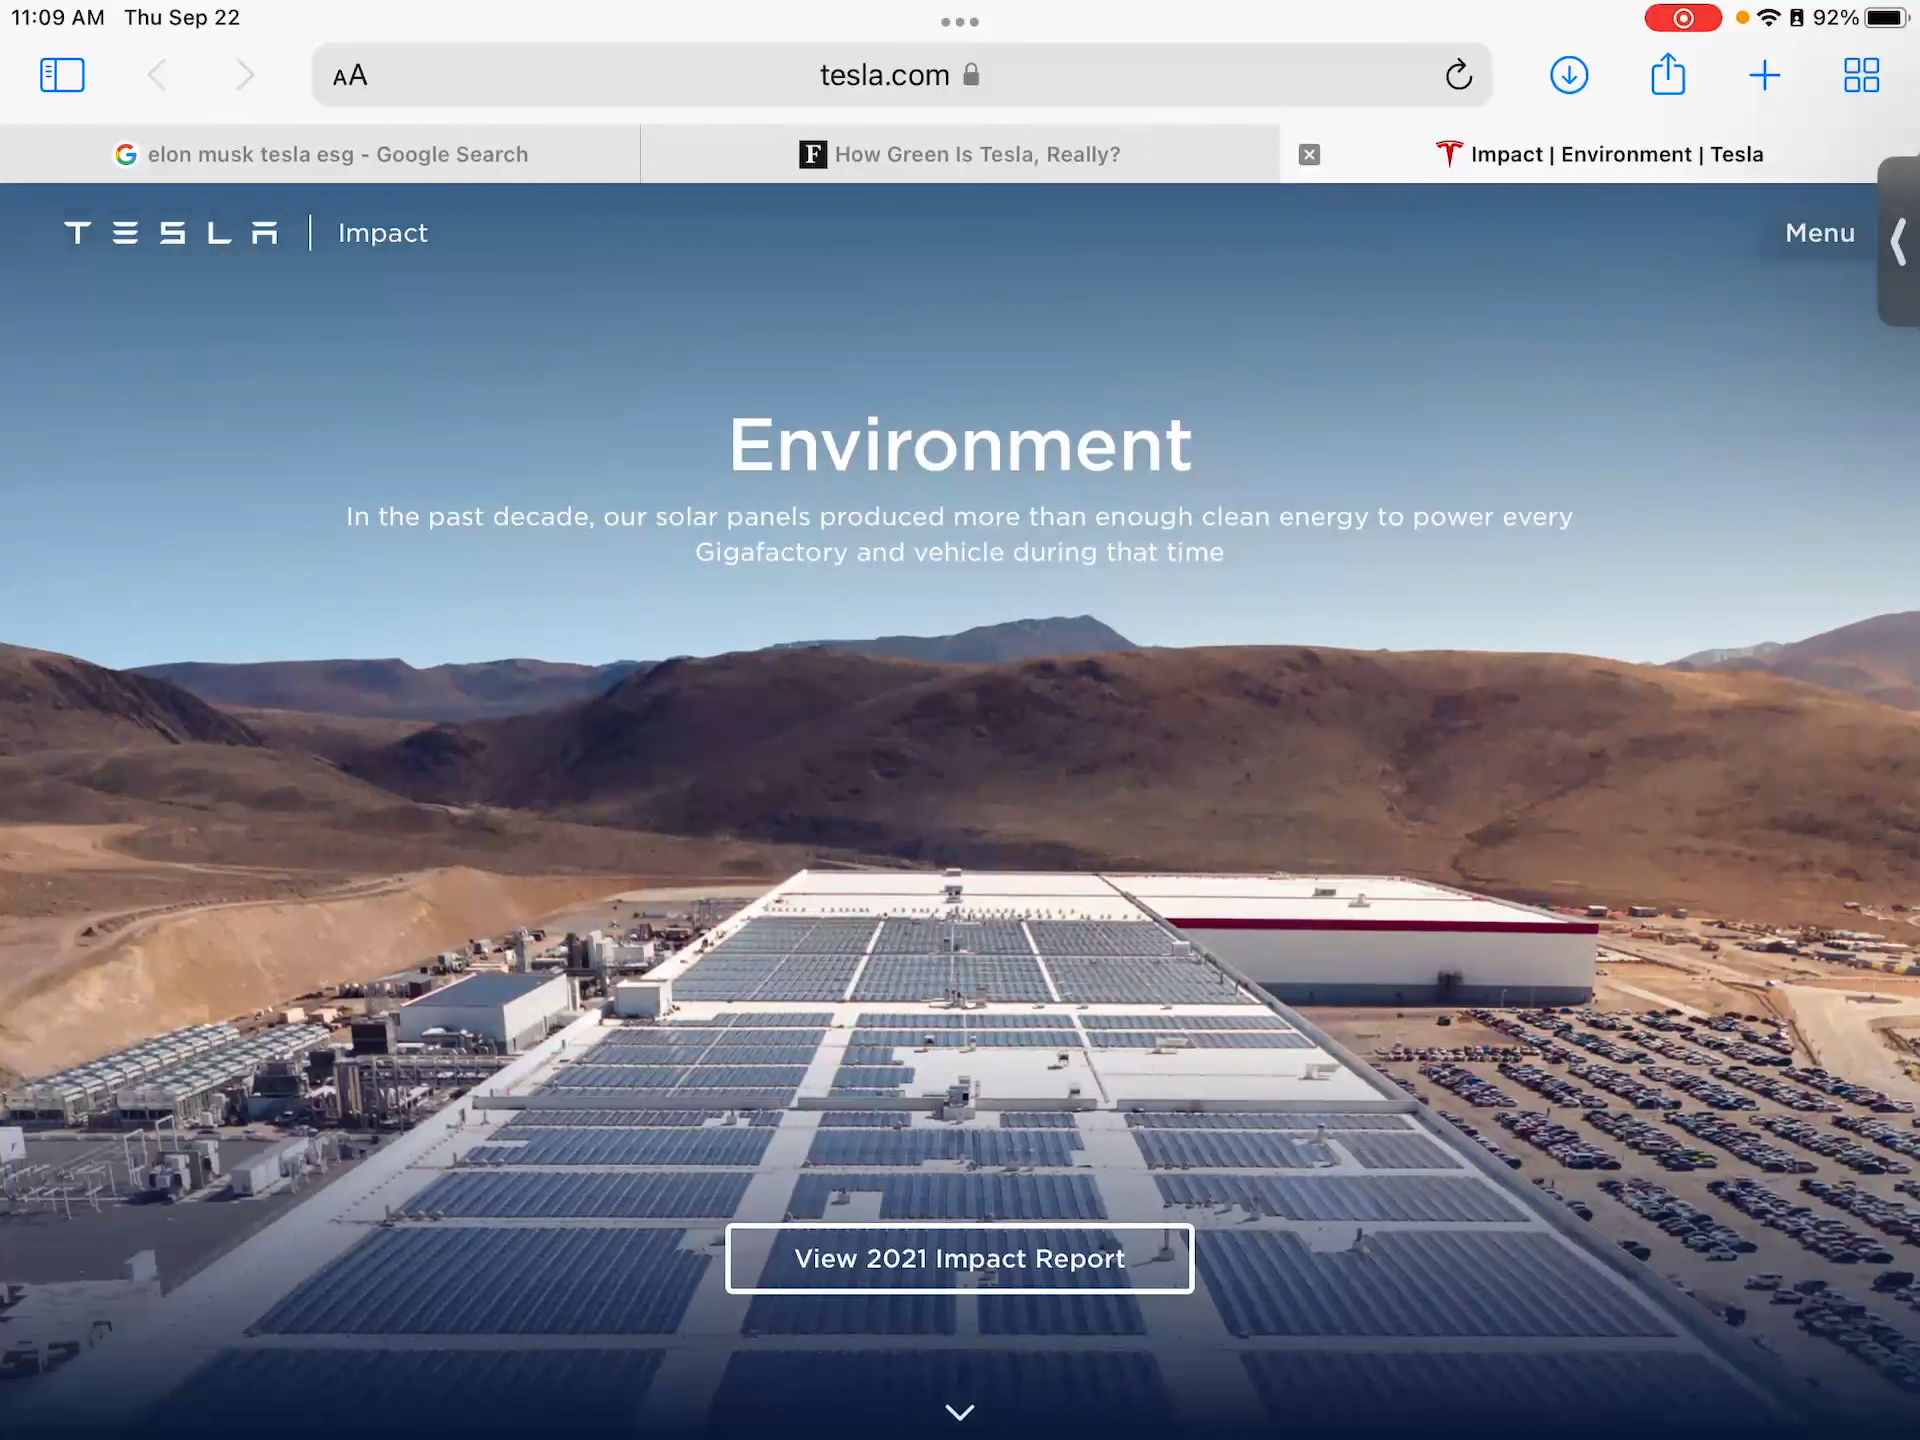 11:09 AM Thu Sep 22
92%
AA
tesla.com
elon musk tesla esg - Google Search
How Green Is Tesla, Really?
Impact | Environment | Tesla
TESLA | Impact
Menu
Environment
In the past decade, our solar panels produced more than enough clean energy to power every
Gigafactory and vehicle during that time
View 2021 Impact Report